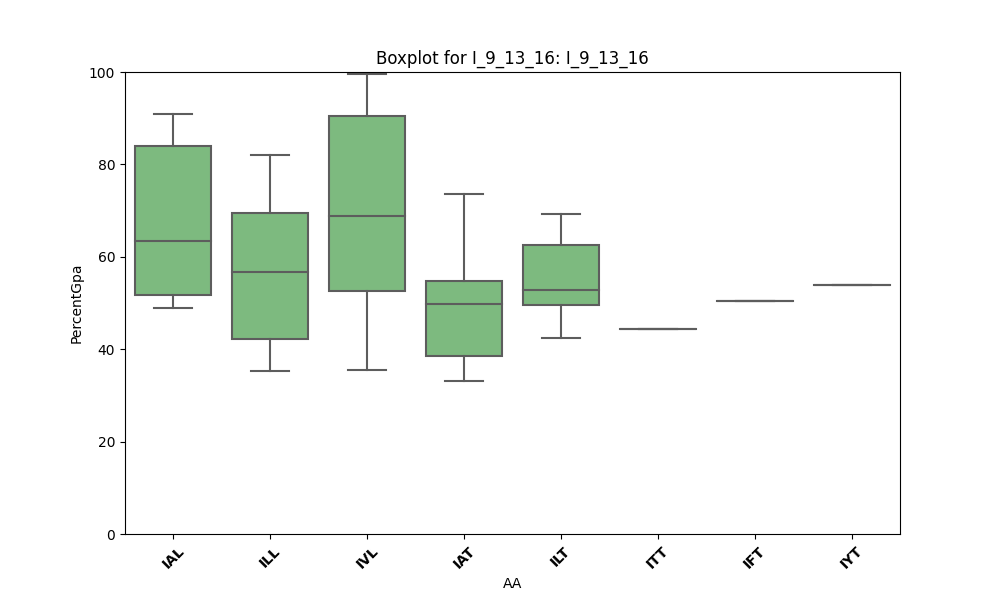 Boxplot for I_9_13_16: I_9_13_16
100
80
60
40
20
0
PercentGpa
IAL
ILL
IVL
IAT
ILT
ITT
IFT
IYT
AA